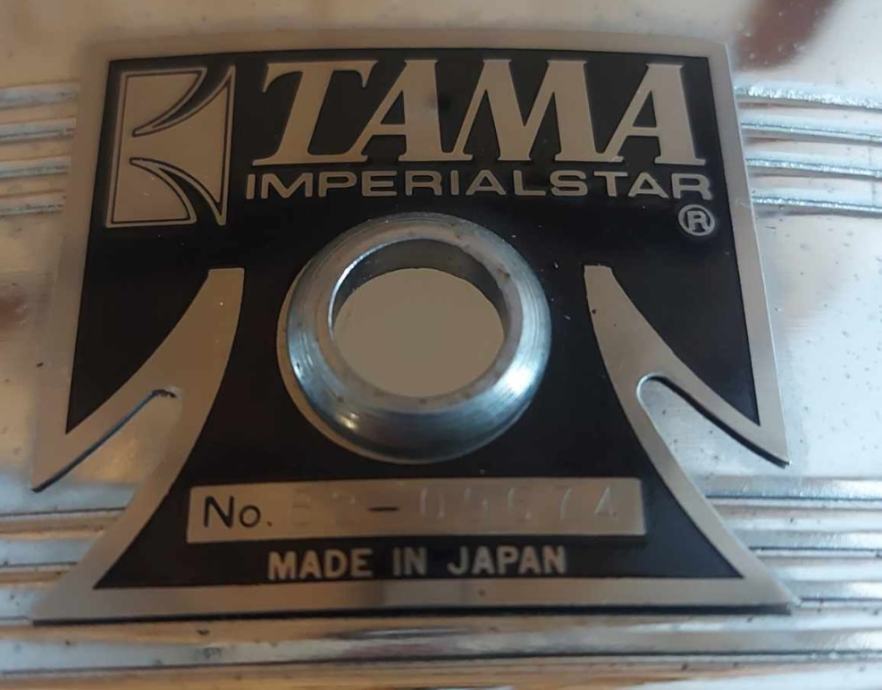 TAMA
IMPERIALSTAR
®
No.
MADE IN JAPAN